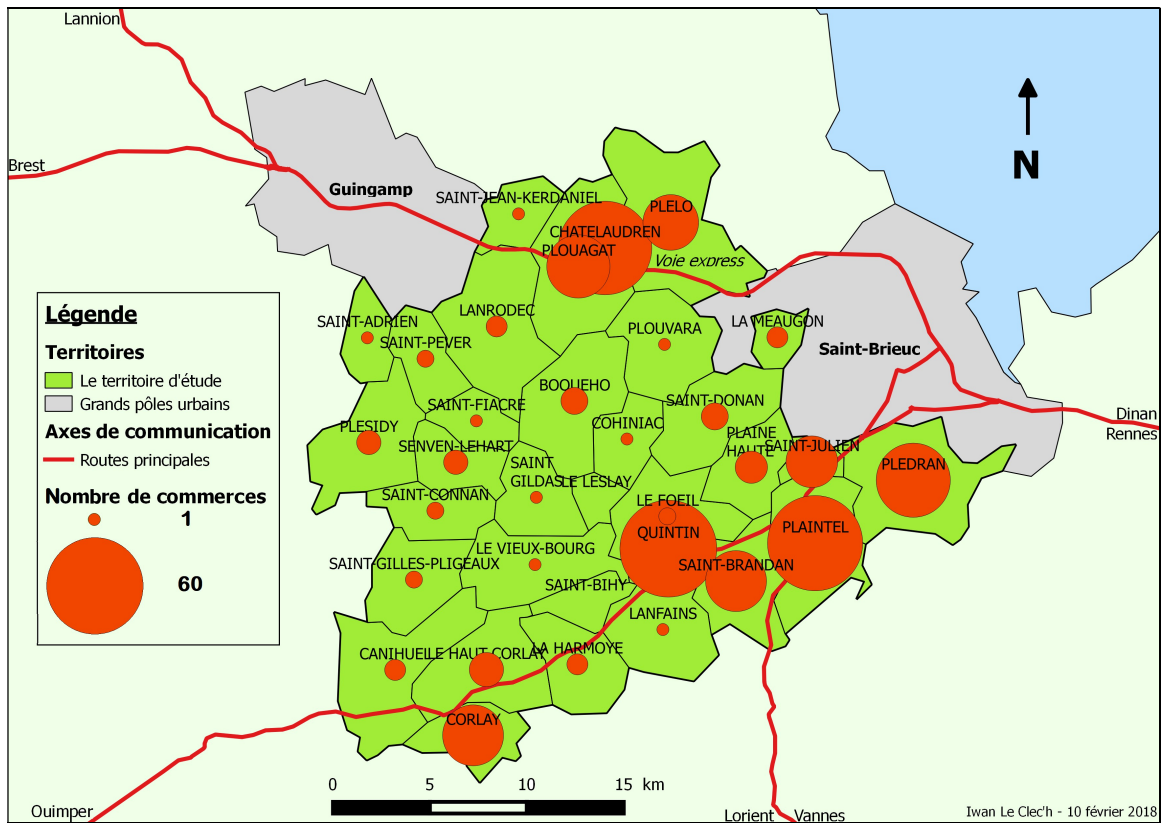 Lannion
Brest
Guingamp
N
SAINT-JEAN-KERDANIEL
PLELO
CHATELAUDREN
PLOUAGAT
Voie express
Légende
Territoires
Le territoire d'étude
Grands pôles urbains
Axes de communication
Routes principales
Nombre de commerces
1
60
SAINT-ADRIEN
LANRODEC
SAINT-PEVER
PLOUVARA
LA MEAUGON
Saint-Brieuc
BOQUEHO
SAINT-FIACRE
SAINT-DONAN
Dinan
Rennes
PLESIDY
COHINIAC
PLAINE
HAUTE
SAINT-JULIEN
SENVEN-LEHART
SAINT
GILDAS
LE LESLAY
PLEDRAN
SAINT-CONNAN
LE FOEIL
QUINTIN
PLAINTEL
LE VIEUX-BOURG
SAINT-GILLES-PLIGEAUX
SAINT-BRANDAN
SAINT-BIHY
LANFAINS
CANIHUEL
LE HAUT CORLAY
LA HARMOYE
CORLAY
0 5 10 15 km
Quimper
Lorient
Vannes
Iwan Le Clec'h - 10 février 2018